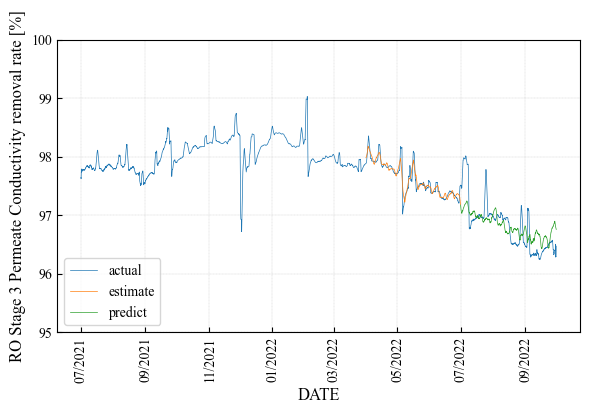 RO Stage 3 Permeate Conductivity removal rate [%]
100
99
98
97
96
95
actual
estimate
predict
07/2021
09/2021
11/2021
01/2022
03/2022
05/2022
07/2022
09/2022
DATE